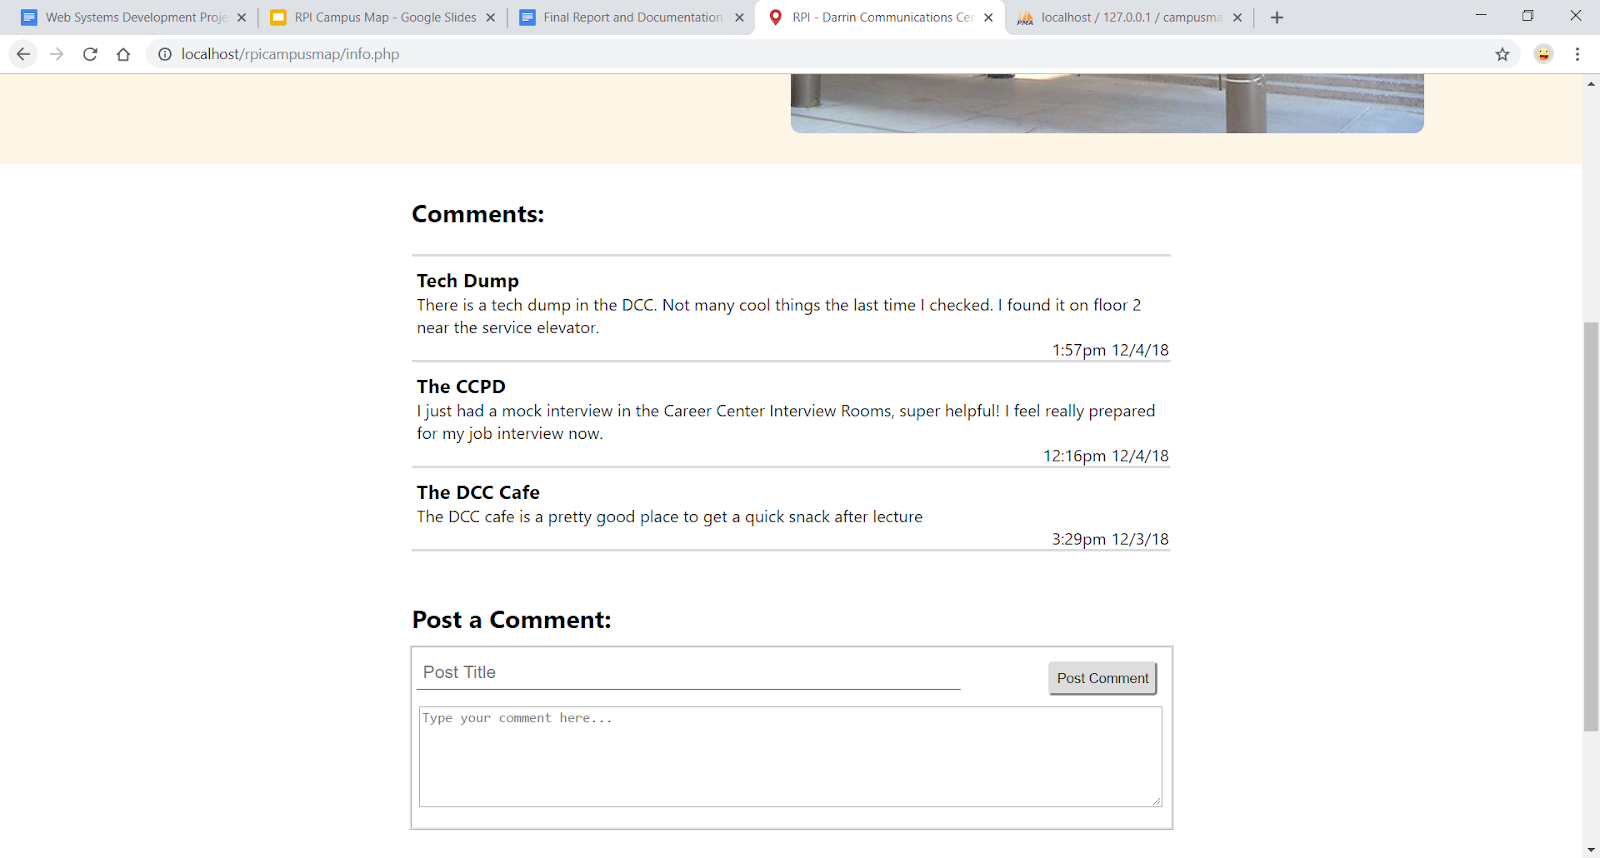 Web Systems Development Proje
RPI Campus Map - Google Slides
Final Report and Documentation
RPI - Darrin Communications Ce
PMA
localhost / 127.0.0.1 / campusma
localhost/rpicampusmap/info.php
Comments:
Tech Dump
There is a tech dump in the DCC. Not many cool things the last time I checked. I found it on floor 2
near the service elevator.
1:57pm 12/4/18
The CCPD
I just had a mock interview in the Career Center Interview Rooms, super helpful! I feel really prepared
for my job interview now.
12:16pm 12/4/18
The DCC Cafe
The DCC cafe is a pretty good place to get a quick snack after lecture
3:29pm 12/3/18
Post a Comment:
Post Title
Post Comment
Type your comment here...